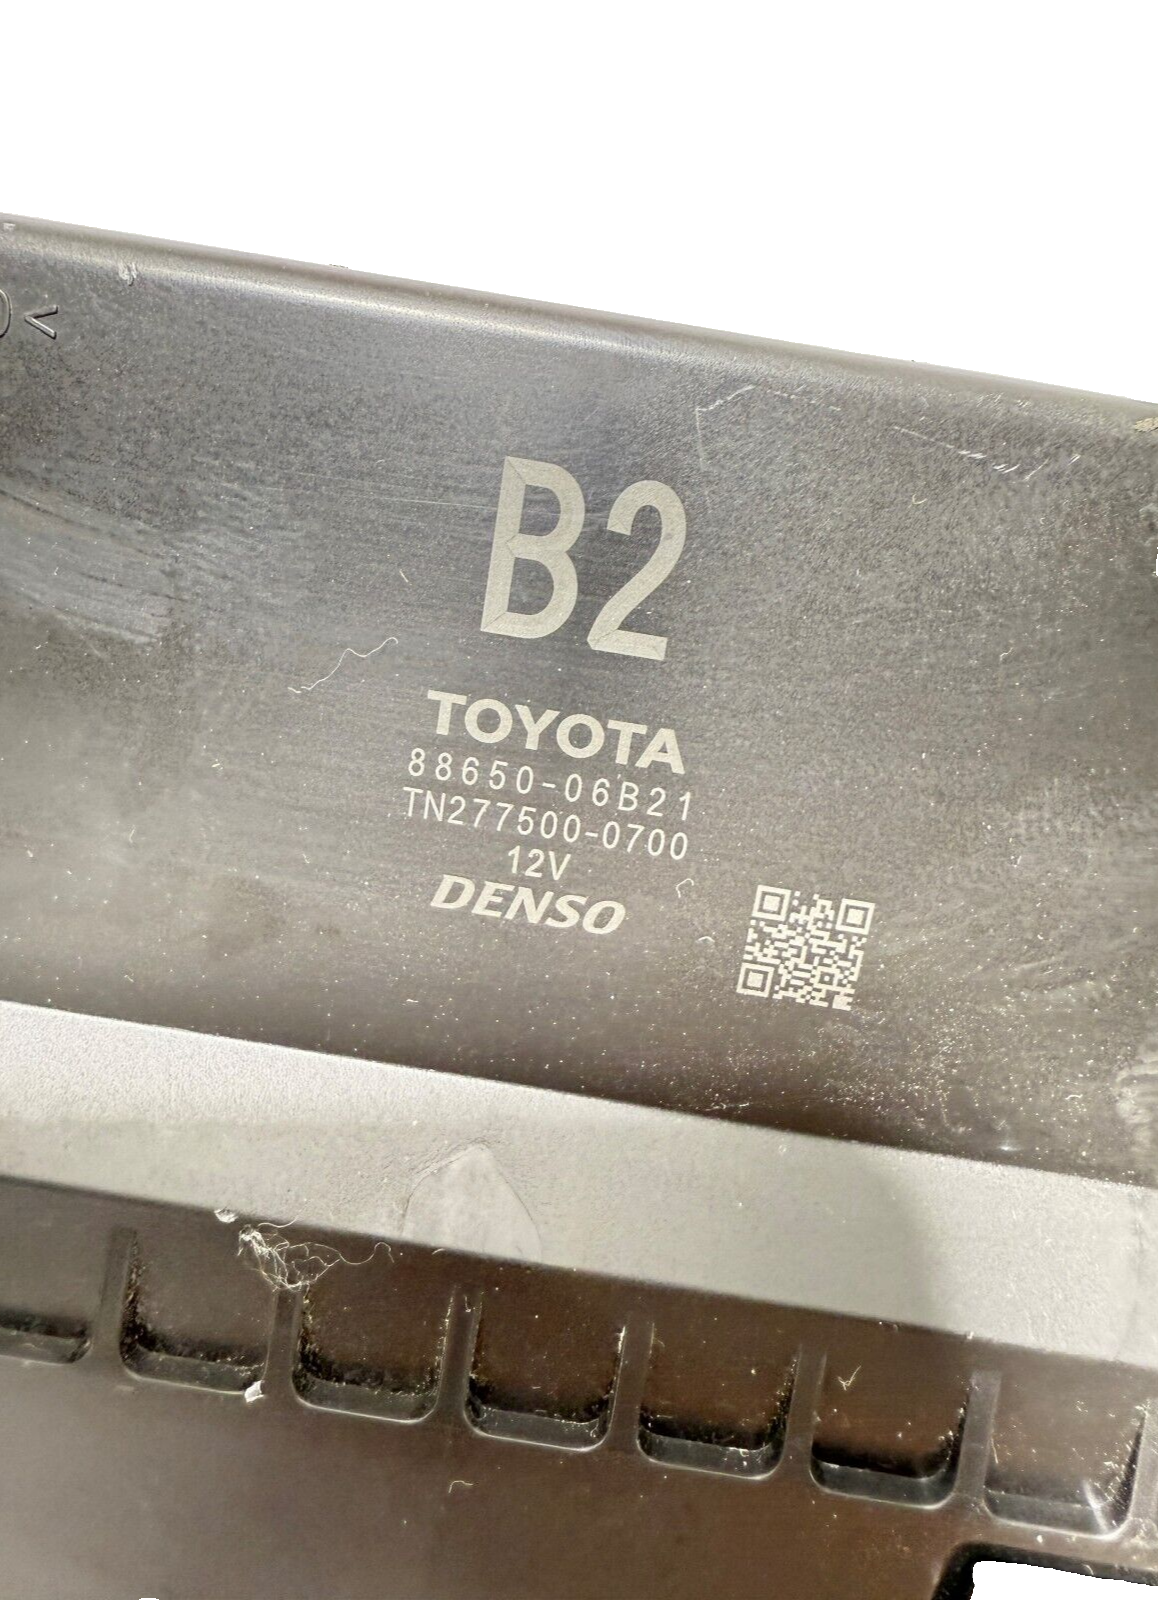 B2
TOYOTA
88650-06B21
TN277500-0700
12V
DENSO